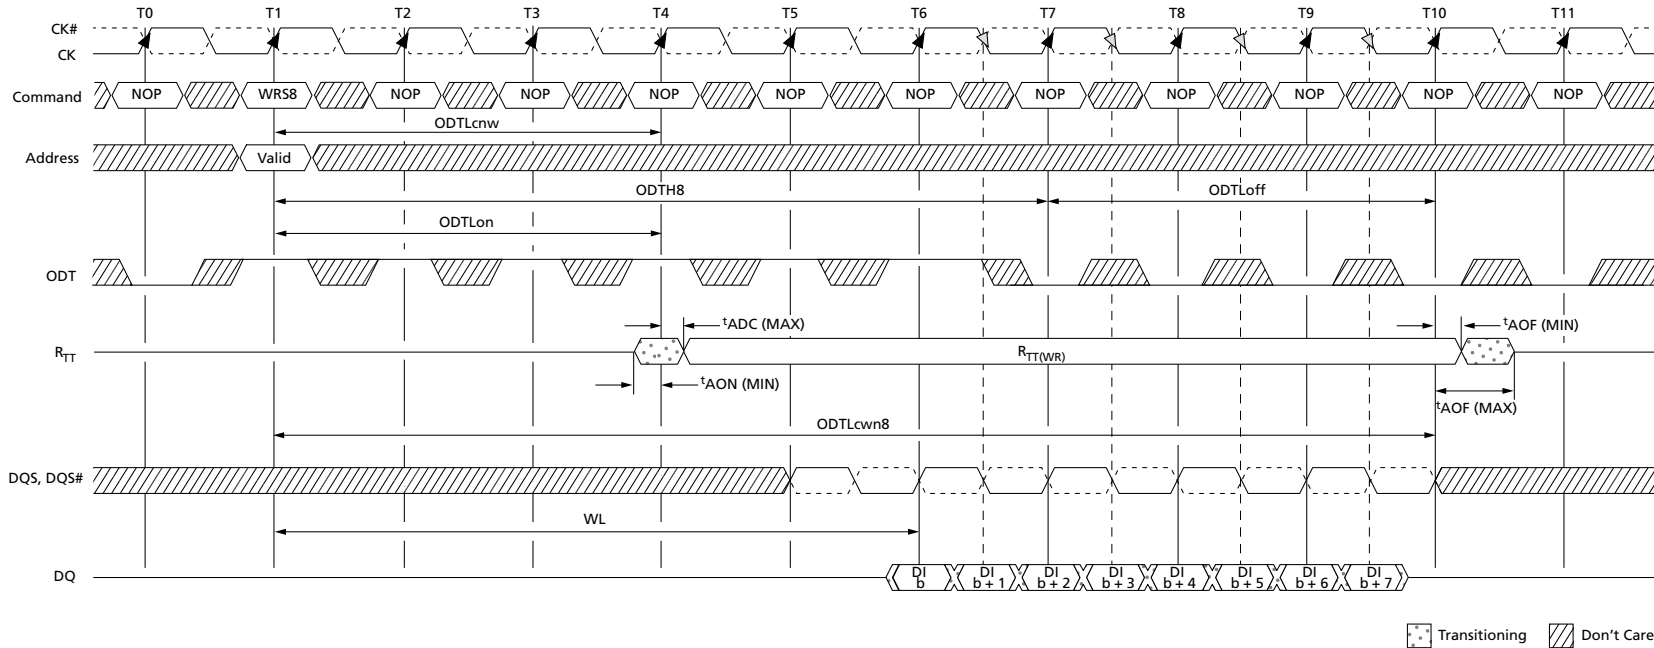 T0 T1 T2 T3 T4 T5 T6 T7 T8 T9 T10 T11
CK#
CK
Command NOP WRS8 NOP NOP NOP NOP NOP NOP NOP NOP NOP NOP
ODTLcnw
Address Valid
ODTH8 ODTLoff
ODTLon
ODT
tADC (MAX) tAOF (MIN)
RTT RTT(WR)
tAON (MIN)
tAOF (MAX)
ODTLcwn8
DQS, DQS#
WL
DQ DI b DI b + 1 DI b + 2 DI b + 3 DI b + 4 DI b + 5 DI b + 6 DI b + 7
Transitioning Don't Care